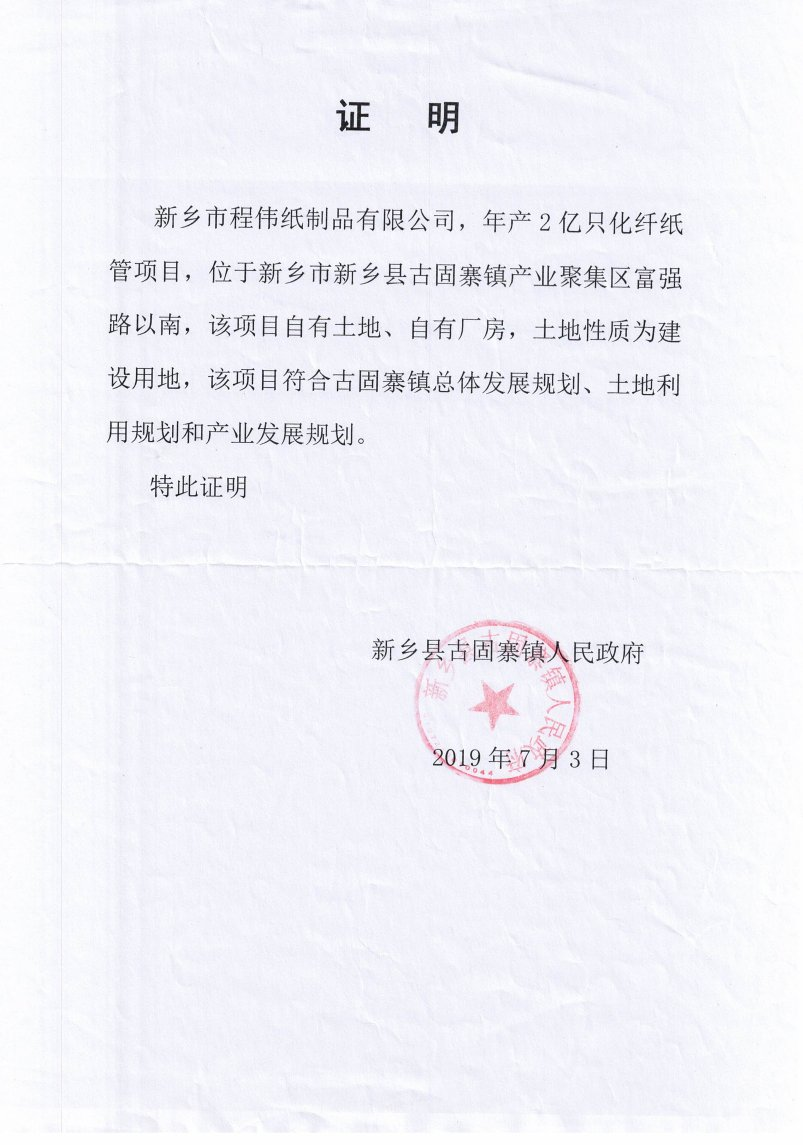 证 明
新乡市程伟纸制品有限公司，年产 2 亿只化纤纸
管项目，位于新乡市新乡县古固寨镇产业聚集区富强
路以南，该项目自有土地、自有厂房，土地性质为建
设用地，该项目符合古固寨镇总体发展规划、土地利
用规划和产业发展规划。
特此证明
新乡县古固寨镇人民政府
2019 年 7 月 3 日